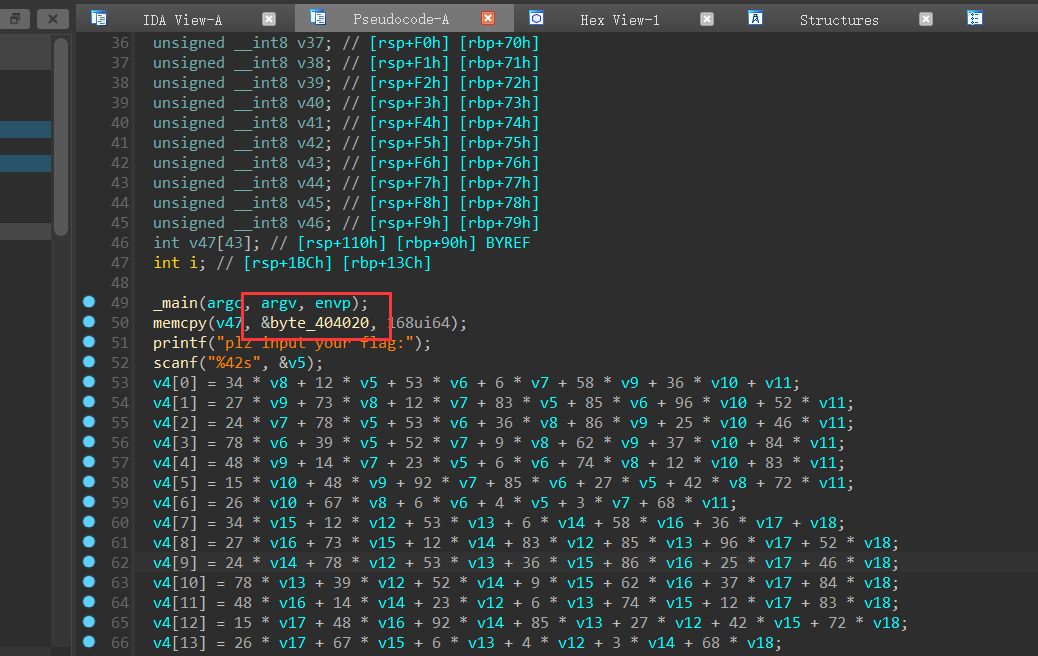 IDA View-A Pseudocode-A Hex View-1 Structures
36 unsigned __int8 v37; // [rsp+F0h] [rbp+70h]
37 unsigned __int8 v38; // [rsp+F1h] [rbp+71h]
38 unsigned __int8 v39; // [rsp+F2h] [rbp+72h]
39 unsigned __int8 v40; // [rsp+F3h] [rbp+73h]
40 unsigned __int8 v41; // [rsp+F4h] [rbp+74h]
41 unsigned __int8 v42; // [rsp+F5h] [rbp+75h]
42 unsigned __int8 v43; // [rsp+F6h] [rbp+76h]
43 unsigned __int8 v44; // [rsp+F7h] [rbp+77h]
44 unsigned __int8 v45; // [rsp+F8h] [rbp+78h]
45 unsigned __int8 v46; // [rsp+F9h] [rbp+79h]
46 int v47[43]; // [rsp+110h] [rbp+90h] BYREF
47 int i; // [rsp+1BCh] [rbp+13Ch]
48
49 _main(argc, argv, envp);
50 memcpy(v47, &byte_404020, 168ui64);
51 printf("plz input your flag:");
52 scanf("%42s", &v5);
53 v4[0] = 34 * v8 + 12 * v5 + 53 * v6 + 6 * v7 + 58 * v9 + 36 * v10 + v11;
54 v4[1] = 27 * v9 + 73 * v8 + 12 * v7 + 83 * v5 + 85 * v6 + 96 * v10 + 52 * v11;
55 v4[2] = 24 * v7 + 78 * v5 + 53 * v6 + 36 * v8 + 86 * v9 + 25 * v10 + 46 * v11;
56 v4[3] = 78 * v6 + 39 * v5 + 52 * v7 + 9 * v8 + 62 * v9 + 37 * v10 + 84 * v11;
57 v4[4] = 48 * v9 + 14 * v7 + 23 * v5 + 6 * v6 + 74 * v8 + 12 * v10 + 83 * v11;
58 v4[5] = 15 * v10 + 48 * v9 + 92 * v7 + 85 * v6 + 27 * v5 + 42 * v8 + 72 * v11;
59 v4[6] = 26 * v10 + 67 * v8 + 6 * v6 + 4 * v5 + 3 * v7 + 68 * v11;
60 v4[7] = 34 * v15 + 12 * v12 + 53 * v13 + 6 * v14 + 58 * v16 + 36 * v17 + v18;
61 v4[8] = 27 * v16 + 73 * v15 + 12 * v14 + 83 * v12 + 85 * v13 + 96 * v17 + 52 * v18;
62 v4[9] = 24 * v14 + 78 * v12 + 53 * v13 + 36 * v15 + 86 * v16 + 25 * v17 + 46 * v18;
63 v4[10] = 78 * v13 + 39 * v12 + 52 * v14 + 9 * v15 + 62 * v16 + 37 * v17 + 84 * v18;
64 v4[11] = 48 * v16 + 14 * v14 + 23 * v12 + 6 * v13 + 74 * v15 + 12 * v17 + 83 * v18;
65 v4[12] = 15 * v17 + 48 * v16 + 92 * v14 + 85 * v13 + 27 * v12 + 42 * v15 + 72 * v18;
66 v4[13] = 26 * v17 + 67 * v15 + 6 * v13 + 4 * v12 + 3 * v14 + 68 * v18;